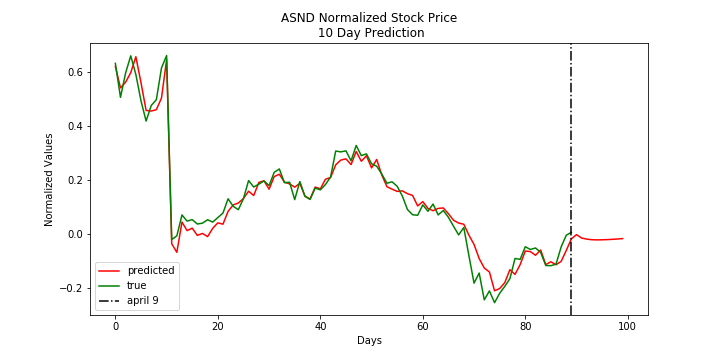 ASND Normalized Stock Price
10 Day Prediction
Normalized Values
0.6
0.4
0.2
0.0
−0.2
predicted
true
april 9
0
20
40
60
80
100
Days